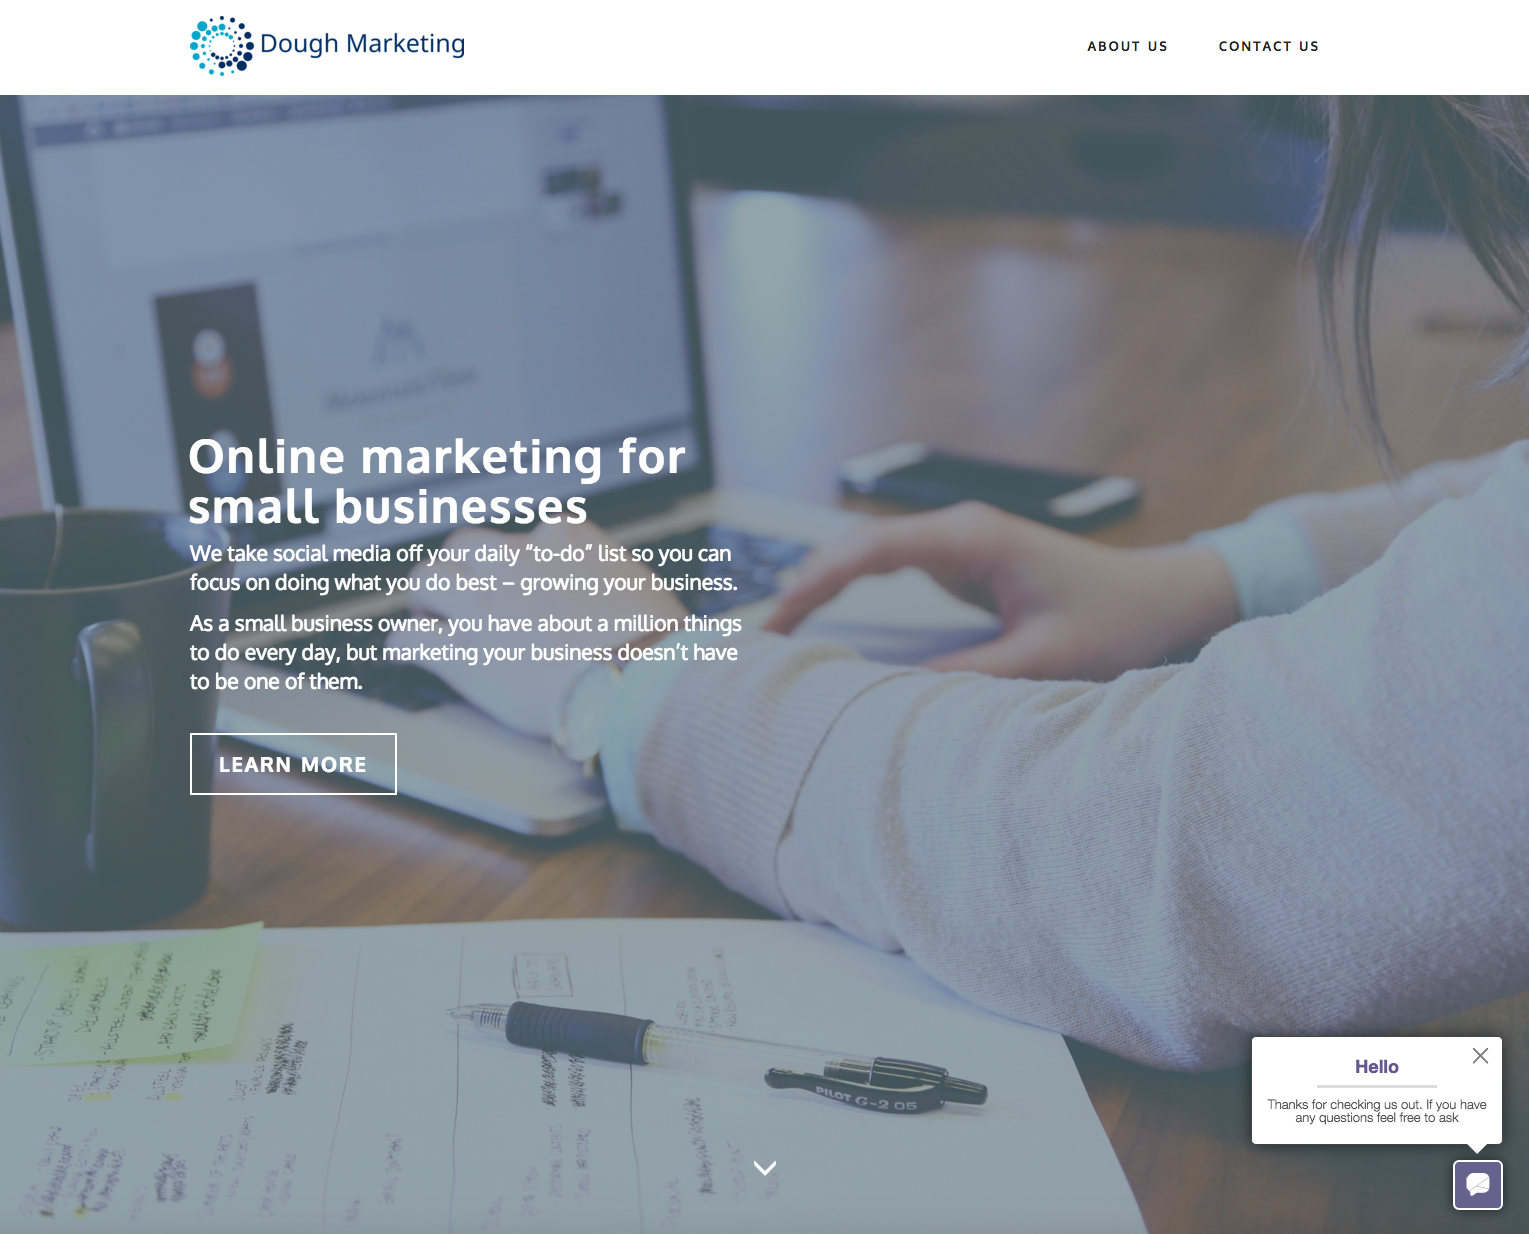 Dough Marketing
ABOUT US
CONTACT US
Online marketing for
small businesses
We take social media off your daily “to-do” list so you can
focus on doing what you do best – growing your business.
As a small business owner, you have about a million things
to do every day, but marketing your business doesn’t have
to be one of them.
LEARN MORE
PILOT G-2 05
Hello
Thanks for checking us out. If you have
any questions feel free to ask